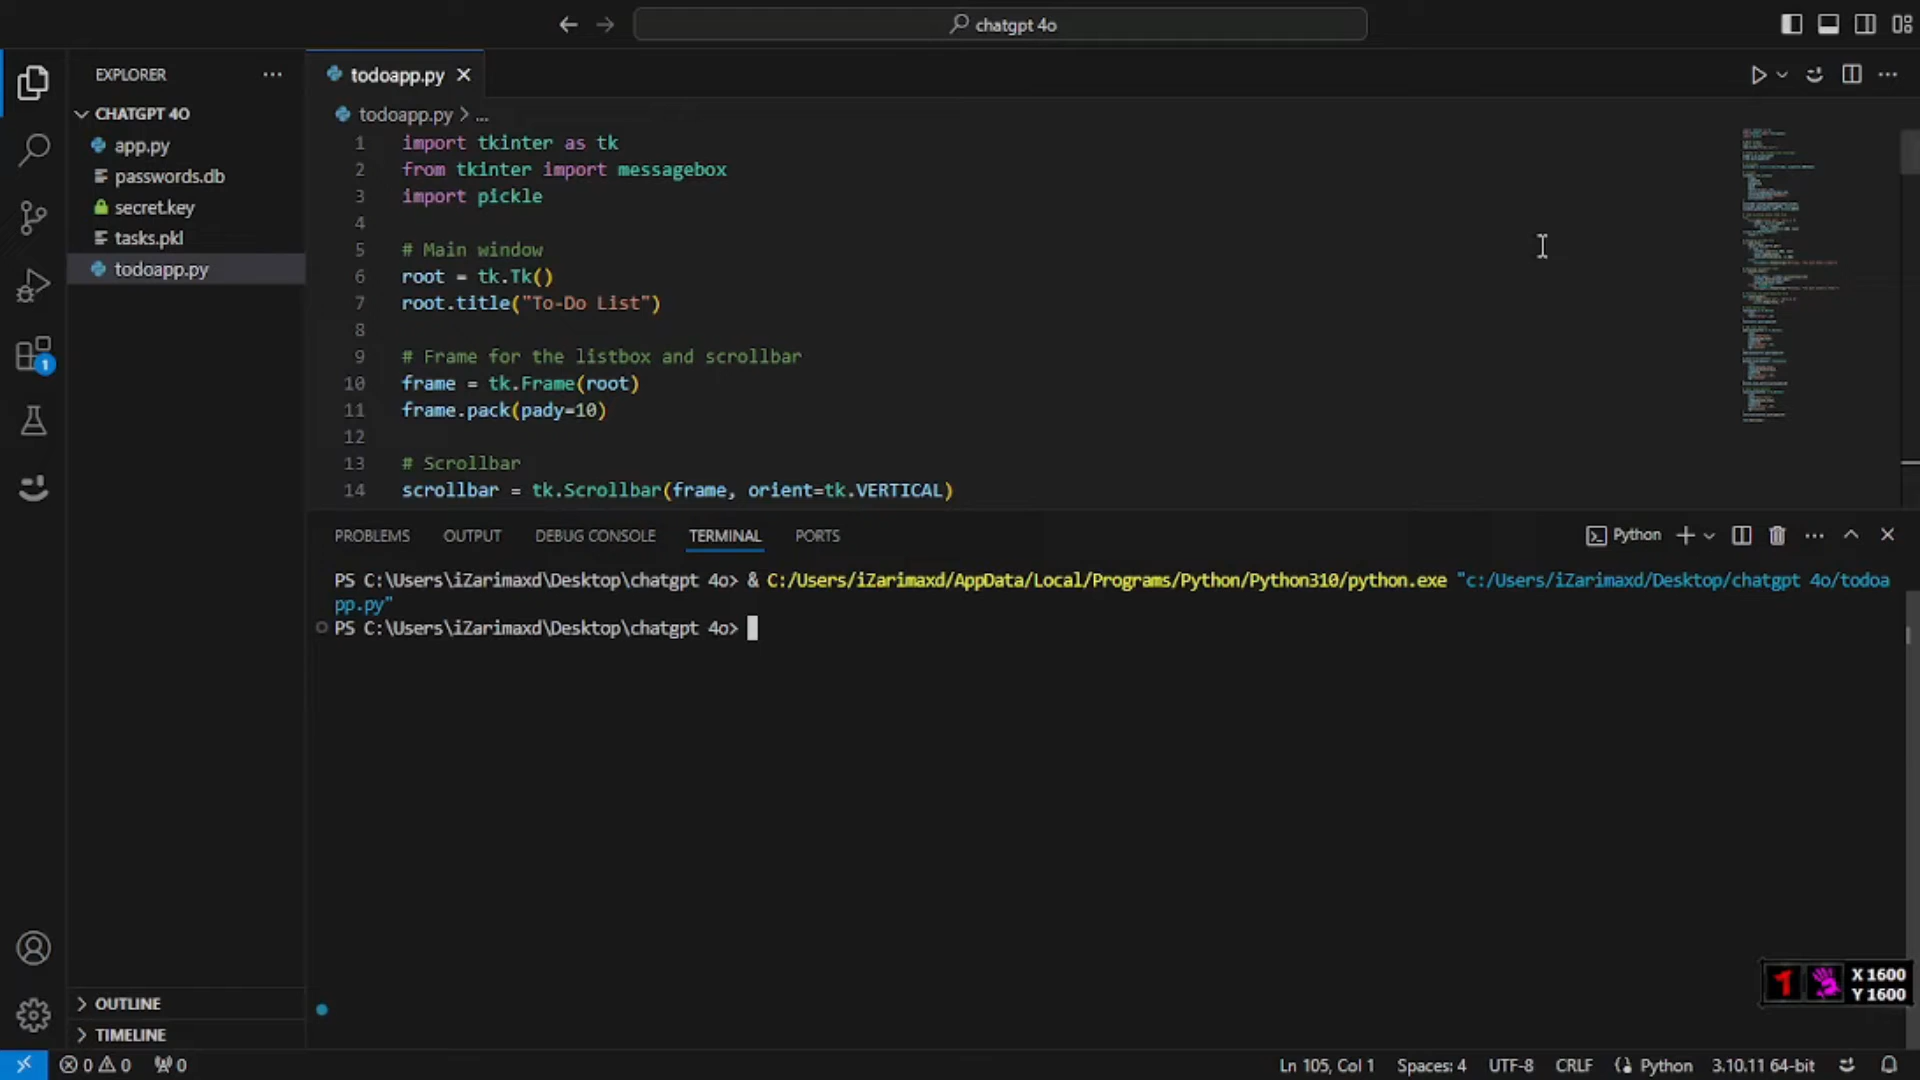 chatgpt 4o
EXPLORER
CHATGPT 4O
app.py
passwords.db
secret.key
tasks.pkl
todoapp.py
1
OUTLINE
TIMELINE
todoapp.py
todoapp.py > ...
1 import tkinter as tk
2 from tkinter import messagebox
3 import pickle
4
5 # Main window
6 root = tk.Tk()
7 root.title("To-Do List")
8
9 # Frame for the listbox and scrollbar
10 frame = tk.Frame(root)
11 frame.pack(pady=10)
12
13 # Scrollbar
14 scrollbar = tk.Scrollbar(frame, orient=tk.VERTICAL)
PROBLEMS OUTPUT DEBUG CONSOLE TERMINAL PORTS Python
PS C:\Users\iZarimaxd\Desktop\chatgpt 4o> & C:/Users/iZarimaxd/AppData/Local/Programs/Python/Python310/python.exe "c:/Users/iZarimaxd/Desktop/chatgpt 4o/todoa
pp.py"
PS C:\Users\iZarimaxd\Desktop\chatgpt 4o>
1 X 1600
Y 1600
0 0 0 Ln 105, Col 1 Spaces: 4 UTF-8 CRLF Python 3.10.11 64-bit